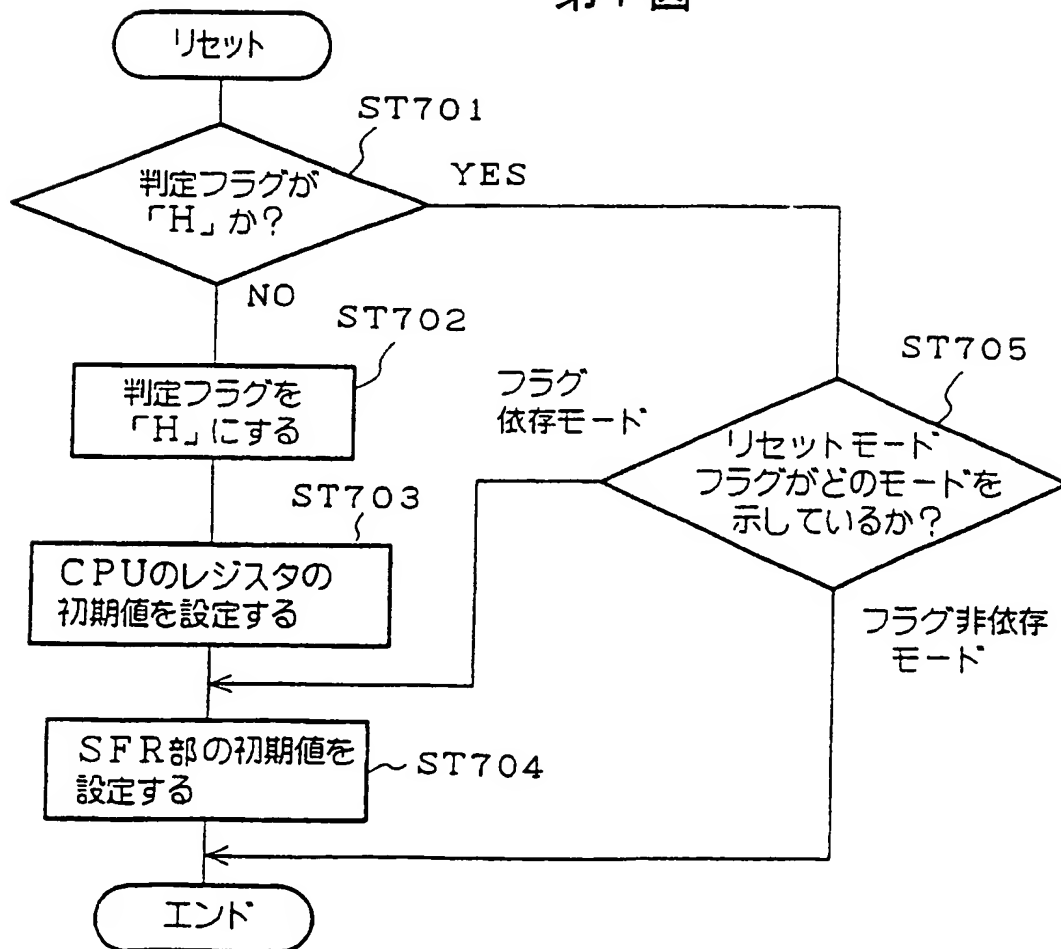 リセット
ST701
判定フラグが
「H」か?
YES
NO
ST702
判定フラグを
「H」にする
ST703
CPUのレジスタの
初期値を設定する
フラグ
依存モード
ST705
リセットモード
フラグがどのモードを
示しているか?
フラグ非依存
モード
SFR部の初期値を
設定する
ST704
エンド